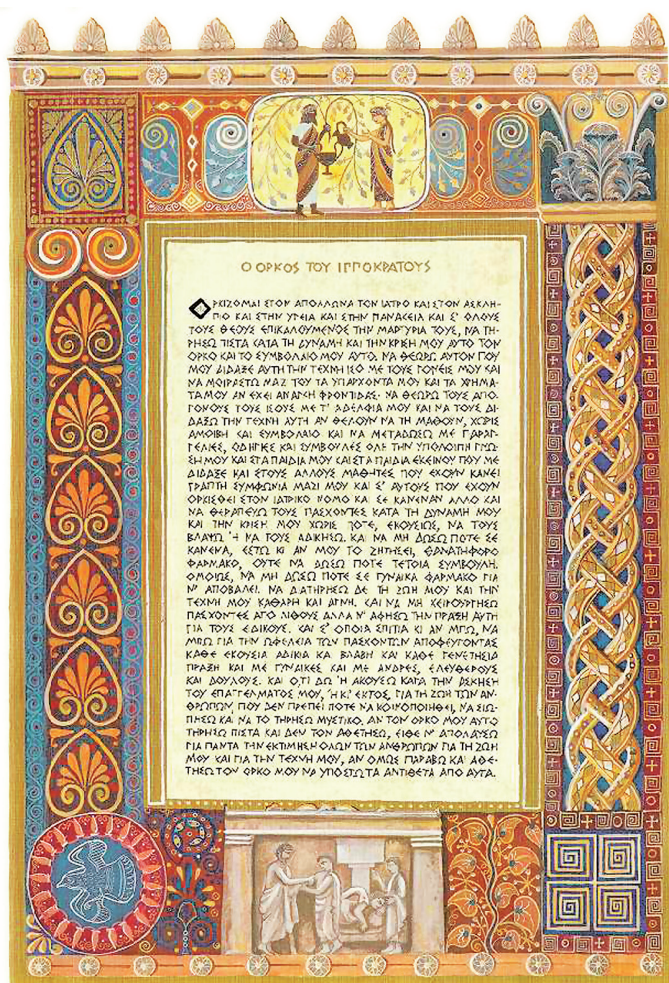 Ο ΟΡΚΟΣ ΤΟΥ ΙΠΠΟΚΡΑΤΟΥΣ
ΟΡΚΙΖΟΜΑΙ ΣΤΟΝ ΑΠΟΛΛΩΝΑ ΤΟΝ ΙΑΤΡΟ ΚΑΙ ΣΤΟΝ ΑΣΚΛΗ-
ΠΙΟ ΚΑΙ ΣΤΗΝ ΥΓΕΙΑ ΚΑΙ ΣΤΗΝ ΠΑΝΑΚΕΙΑ ΚΑΙ Σ' ΟΛΟΥΣ
ΤΟΥΣ ΘΕΟΥΣ ΕΠΙΚΑΛΟΥΜΕΝΟΣ ΤΗΝ ΜΑΡΤΥΡΙΑ ΤΟΥΣ, ΝΑ ΤΗ-
ΡΗΣΩ ΠΙΣΤΑ ΚΑΤΑ ΤΗ ΔΥΝΑΜΗ ΚΑΙ ΤΗΝ ΚΡΙΣΗ ΜΟΥ ΑΥΤΟ ΤΟΝ
ΟΡΚΟ ΚΑΙ ΤΟ ΣΥΜΒΟΛΑΙΟ ΜΟΥ ΑΥΤΟ. ΝΑ ΘΕΩΡΩ ΑΥΤΟΝ ΠΟΥ
ΜΟΥ ΔΙΔΑΞΕ ΑΥΤΗ ΤΗΝ ΤΕΧΝΗ ΙΣΟ ΜΕ ΤΟΥΣ ΓΟΝΕΙΣ ΜΟΥ ΚΑΙ
ΝΑ ΜΟΙΡΑΣΤΩ ΜΑΖΙ ΤΟΥ ΤΑ ΥΠΑΡΧΟΝΤΑ ΜΟΥ ΚΑΙ ΤΑ ΧΡΗΜΑ-
ΤΑ ΜΟΥ ΑΝ ΕΧΕΙ ΑΝΑΓΚΗ ΦΡΟΝΤΙΔΑΣ. ΝΑ ΘΕΩΡΩ ΤΟΥΣ ΑΠΟ-
ΓΟΝΟΥΣ ΤΟΥΣ ΙΣΟΥΣ ΜΕ Τ' ΑΔΕΛΦΙΑ ΜΟΥ ΚΑΙ ΝΑ ΤΟΥΣ ΔΙ-
ΔΑΞΩ ΤΗΝ ΤΕΧΝΗ ΑΥΤΗ ΑΝ ΘΕΛΟΥΝ ΝΑ ΤΗ ΜΑΘΟΥΝ, ΧΩΡΙΣ
ΑΜΟΙΒΗ ΚΑΙ ΣΥΜΒΟΛΑΙΟ ΚΑΙ ΝΑ ΜΕΤΑΔΩΣΩ ΜΕ ΠΑΡΑΓ-
ΓΕΛΙΕΣ, ΟΔΗΓΙΕΣ ΚΑΙ ΣΥΜΒΟΥΛΕΣ ΟΛΗ ΤΗΝ ΥΠΟΛΟΙΠΗ ΓΝΩ-
ΣΗ ΜΟΥ ΚΑΙ ΣΤΑ ΠΑΙΔΙΑ ΜΟΥ ΚΑΙ ΣΤΑ ΠΑΙΔΙΑ ΕΚΕΙΝΟΥ ΠΟΥ ΜΕ
ΔΙΔΑΞΕ ΚΑΙ ΣΤΟΥΣ ΑΛΛΟΥΣ ΜΑΘΗΤΕΣ ΠΟΥ ΕΧΟΥΝ ΚΑΝΕΙ
ΓΡΑΠΤΗ ΣΥΜΦΩΝΙΑ ΜΑΖΙ ΜΟΥ ΚΑΙ Σ' ΑΥΤΟΥΣ ΠΟΥ ΕΧΟΥΝ
ΟΡΚΙΣΘΕΙ ΣΤΟΝ ΙΑΤΡΙΚΟ ΝΟΜΟ ΚΑΙ ΣΕ ΚΑΝΕΝΑΝ ΑΛΛΟ ΚΑΙ
ΝΑ ΘΕΡΑΠΕΥΩ ΤΟΥΣ ΠΑΣΧΟΝΤΕΣ ΚΑΤΑ ΤΗ ΔΥΝΑΜΗ ΜΟΥ
ΚΑΙ ΤΗΝ ΚΡΙΣΗ ΜΟΥ ΧΩΡΙΣ ΠΟΤΕ, ΕΚΟΥΣΙΩΣ, ΝΑ ΤΟΥΣ
ΒΛΑΨΩ 'Η ΝΑ ΤΟΥΣ ΑΔΙΚΗΣΩ. ΚΑΙ ΝΑ ΜΗ ΔΩΣΩ ΠΟΤΕ ΣΕ
ΚΑΝΕΝΑ, ΕΣΤΩ ΚΙ ΑΝ ΜΟΥ ΤΟ ΖΗΤΗΣΕΙ, ΘΑΝΑΤΗΦΟΡΟ
ΦΑΡΜΑΚΟ, ΟΥΤΕ ΝΑ ΔΩΣΩ ΠΟΤΕ ΤΕΤΟΙΑ ΣΥΜΒΟΥΛΗ.
ΟΜΟΙΩΣ, ΝΑ ΜΗ ΔΩΣΩ ΠΟΤΕ ΣΕ ΓΥΝΑΙΚΑ ΦΑΡΜΑΚΟ ΓΙΑ
Ν' ΑΠΟΒΑΛΕΙ. ΝΑ ΔΙΑΤΗΡΗΣΩ ΔΕ ΤΗ ΖΩΗ ΜΟΥ ΚΑΙ ΤΗΝ
ΤΕΧΝΗ ΜΟΥ ΚΑΘΑΡΗ ΚΑΙ ΑΓΝΗ. ΚΑΙ ΝΑ ΜΗ ΧΕΙΡΟΥΡΓΗΣΩ
ΠΑΣΧΟΝΤΕΣ ΑΠΟ ΛΙΘΟΥΣ ΑΛΛΑ Ν' ΑΦΗΣΩ ΤΗΝ ΠΡΑΞΗ ΑΥΤΗ
ΓΙΑ ΤΟΥΣ ΕΙΔΙΚΟΥΣ. ΚΑΙ Σ' ΟΠΟΙΑ ΣΠΙΤΙΑ ΚΙ ΑΝ ΜΠΩ, ΝΑ
ΜΠΩ ΓΙΑ ΤΗΝ ΩΦΕΛΕΙΑ ΤΩΝ ΠΑΣΧΟΝΤΩΝ ΑΠΟΦΕΥΓΟΝΤΑΣ
ΚΑΘΕ ΕΚΟΥΣΙΑ ΑΔΙΚΙΑ ΚΑΙ ΒΛΑΒΗ ΚΑΙ ΚΑΘΕ ΓΕΝΕΤΗΣΙΑ
ΠΡΑΞΗ ΚΑΙ ΜΕ ΓΥΝΑΙΚΕΣ ΚΑΙ ΜΕ ΑΝΔΡΕΣ, ΕΛΕΥΘΕΡΟΥΣ
ΚΑΙ ΔΟΥΛΟΥΣ. ΚΑΙ Ο,ΤΙ ΔΩ 'Η ΑΚΟΥΣΩ ΚΑΤΑ ΤΗΝ ΑΣΚΗΣΗ
ΤΟΥ ΕΠΑΓΓΕΛΜΑΤΟΣ ΜΟΥ, 'Η ΚΙ' ΕΚΤΟΣ, ΓΙΑ ΤΗ ΖΩΗ ΤΩΝ ΑΝ-
ΘΡΩΠΩΝ, ΠΟΥ ΔΕΝ ΠΡΕΠΕΙ ΠΟΤΕ ΝΑ ΚΟΙΝΟΠΟΙΗΘΕΙ, ΝΑ ΣΙΩ-
ΠΗΣΩ ΚΑΙ ΝΑ ΤΟ ΤΗΡΗΣΩ ΜΥΣΤΙΚΟ. ΑΝ ΤΟΝ ΟΡΚΟ ΜΟΥ ΑΥΤΟ
ΤΗΡΗΣΩ ΠΙΣΤΑ ΚΑΙ ΔΕΝ ΤΟΝ ΑΘΕΤΗΣΩ, ΕΙΘΕ Ν' ΑΠΟΛΑΥΣΩ
ΓΙΑ ΠΑΝΤΑ ΤΗΝ ΕΚΤΙΜΗΣΗ ΟΛΩΝ ΤΩΝ ΑΝΘΡΩΠΩΝ ΓΙΑ ΤΗ ΖΩΗ
ΜΟΥ ΚΑΙ ΓΙΑ ΤΗΝ ΤΕΧΝΗ ΜΟΥ, ΑΝ ΟΜΩΣ ΠΑΡΑΒΩ ΚΑΙ ΑΘΕ-
ΤΗΣΩ ΤΟΝ ΟΡΚΟ ΜΟΥ ΝΑ ΥΠΟΣΤΩ ΤΑ ΑΝΤΙΘΕΤΑ ΑΠΟ ΑΥΤΑ.